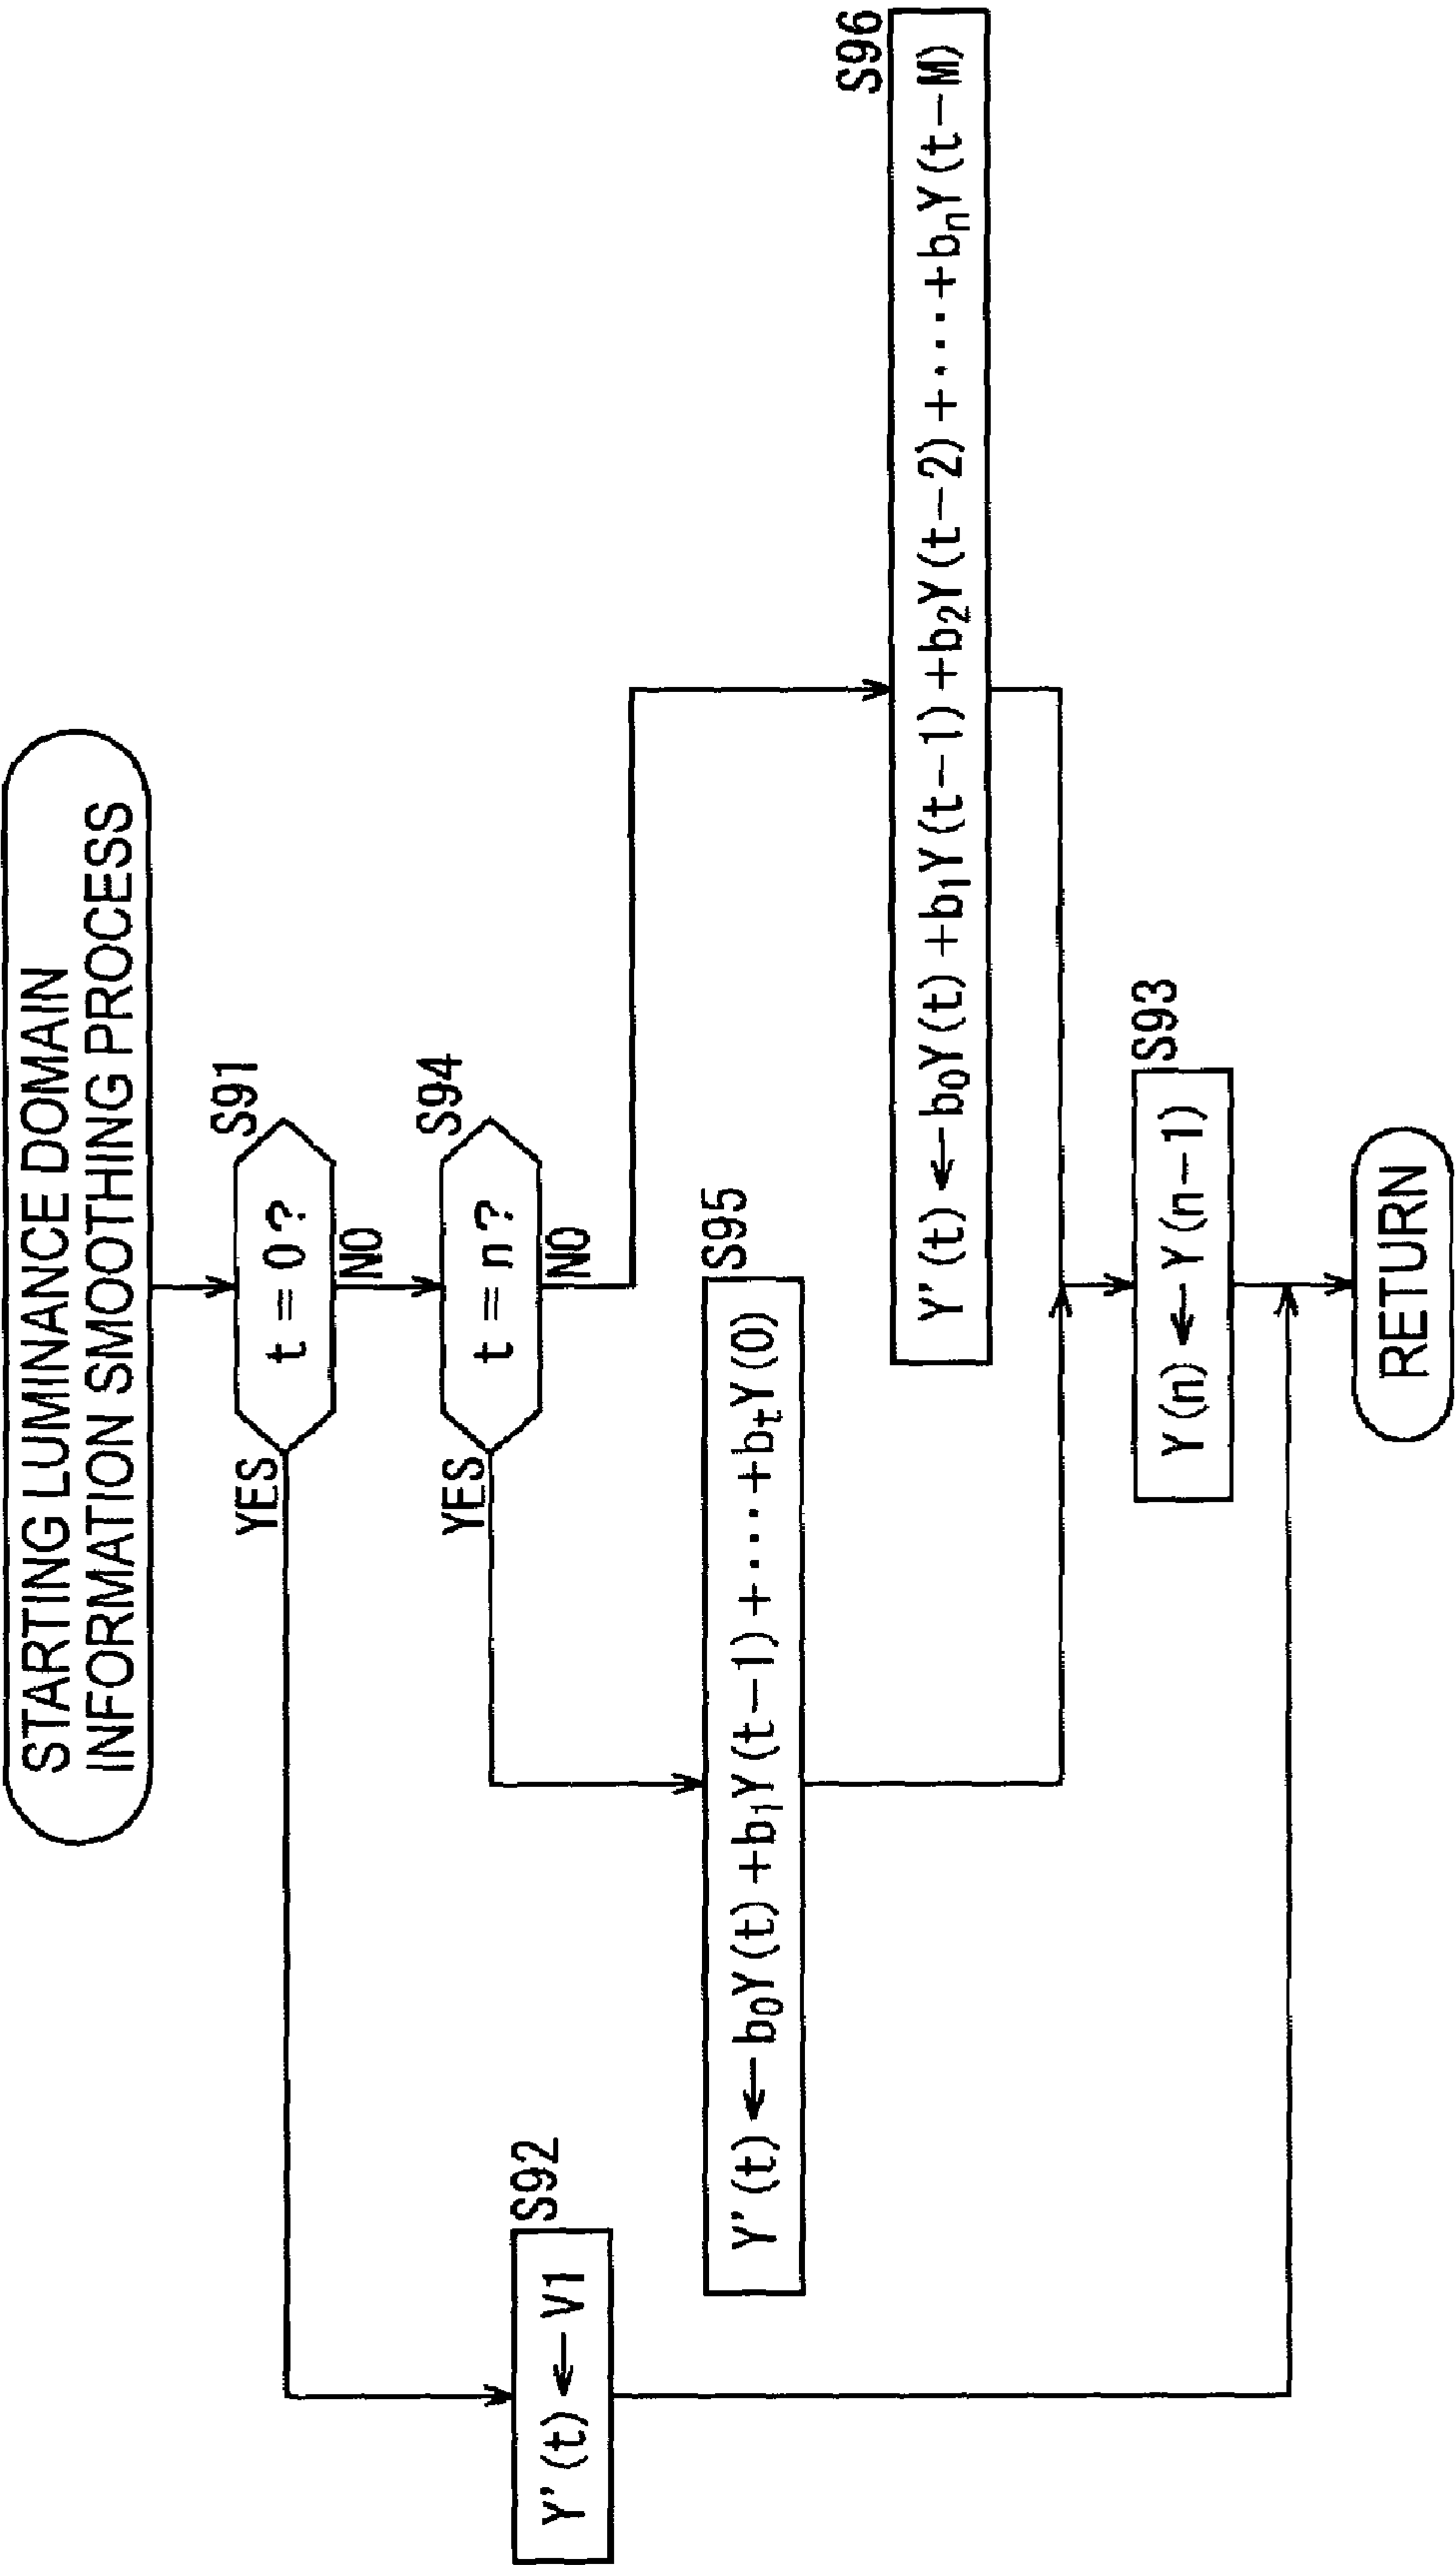 STARTING LUMINANCE DOMAIN
INFORMATION SMOOTHING PROCESS
S91
t=0?
YES
NO
S94
t=n?
YES
NO
S92
Y'(t)←V1
S95
Y'(t)←b₀Y(t)+b₁Y(t−1)+····+bₜY(0)
S96
Y'(t)←b₀Y(t)+b₁Y(t−1)+b₂Y(t−2)+···+bₙY(t−M)
S93
Y(n)←Y(n−1)
RETURN